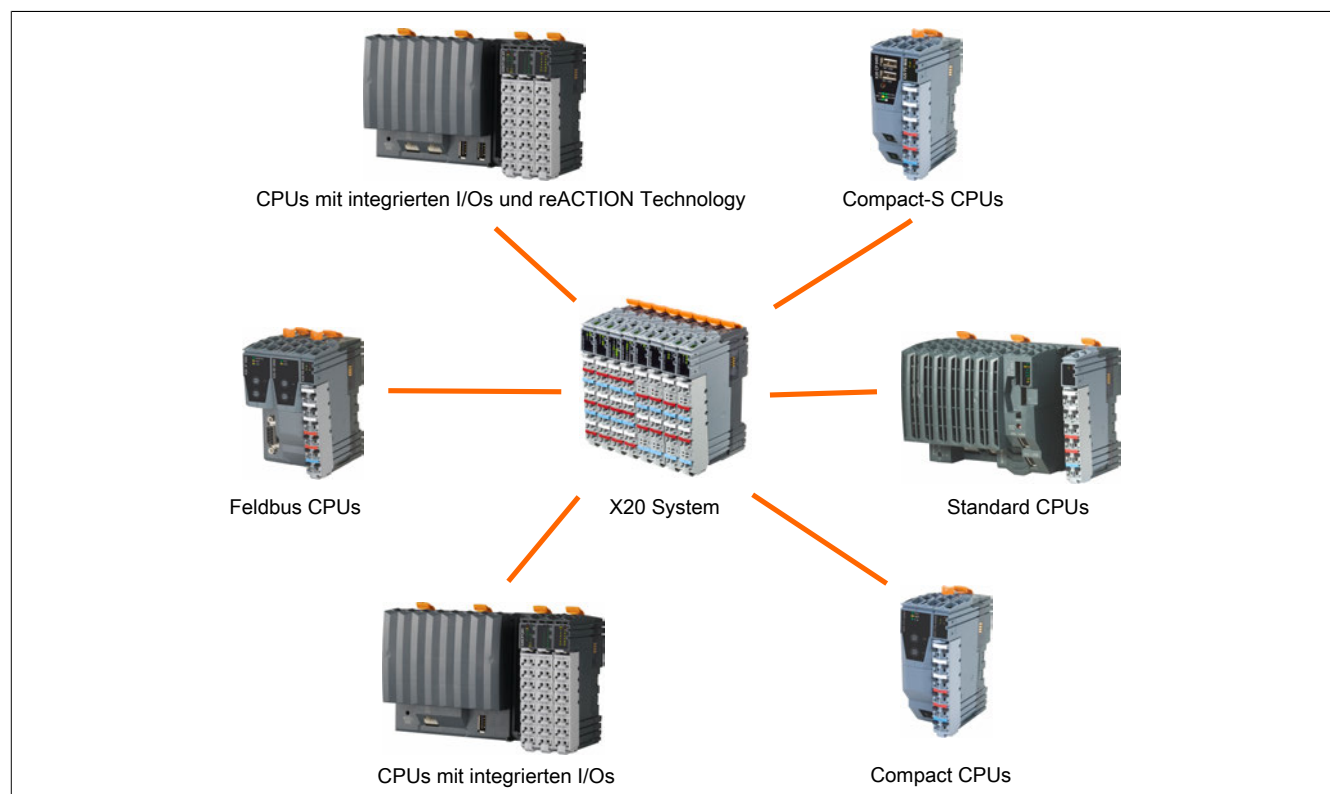 CPUs mit integrierten I/Os und reACTION Technology
Compact-S CPUs
Feldbus CPUs
X20 System
Standard CPUs
CPUs mit integrierten I/Os
Compact CPUs